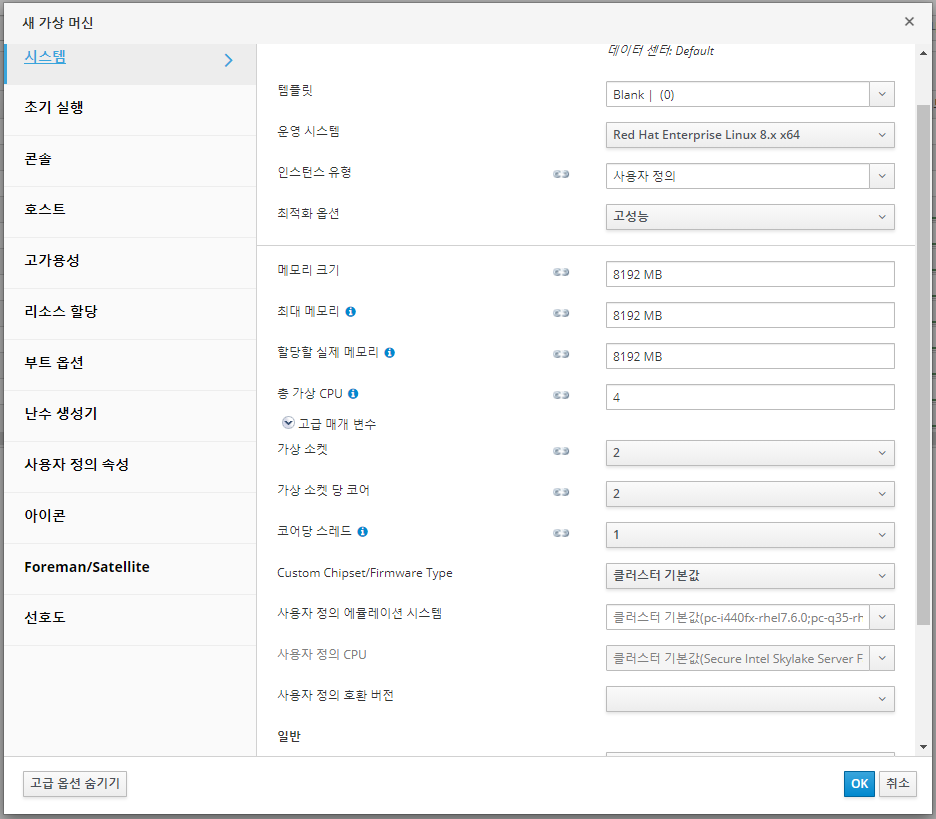 새 가상 머신
시스템
초기 실행
콘솔
호스트
고가용성
리소스 할당
부트 옵션
난수 생성기
사용자 정의 속성
아이콘
Foreman/Satellite
선호도
데이터 센터: Default
템플릿 Blank | (0)
운영 시스템 Red Hat Enterprise Linux 8.x x64
인스턴스 유형 사용자 정의
최적화 옵션 고성능
메모리 크기 8192 MB
최대 메모리 8192 MB
할당할 실제 메모리 8192 MB
총 가상 CPU 4
고급 매개 변수
가상 소켓 2
가상 소켓 당 코어 2
코어당 스레드 1
Custom Chipset/Firmware Type 클러스터 기본값
사용자 정의 에뮬레이션 시스템 클러스터 기본값(pc-i440fx-rhel7.6.0;pc-q35-rh
사용자 정의 CPU 클러스터 기본값(Secure Intel Skylake Server F
사용자 정의 호환 버전
일반
고급 옵션 숨기기
OK 취소